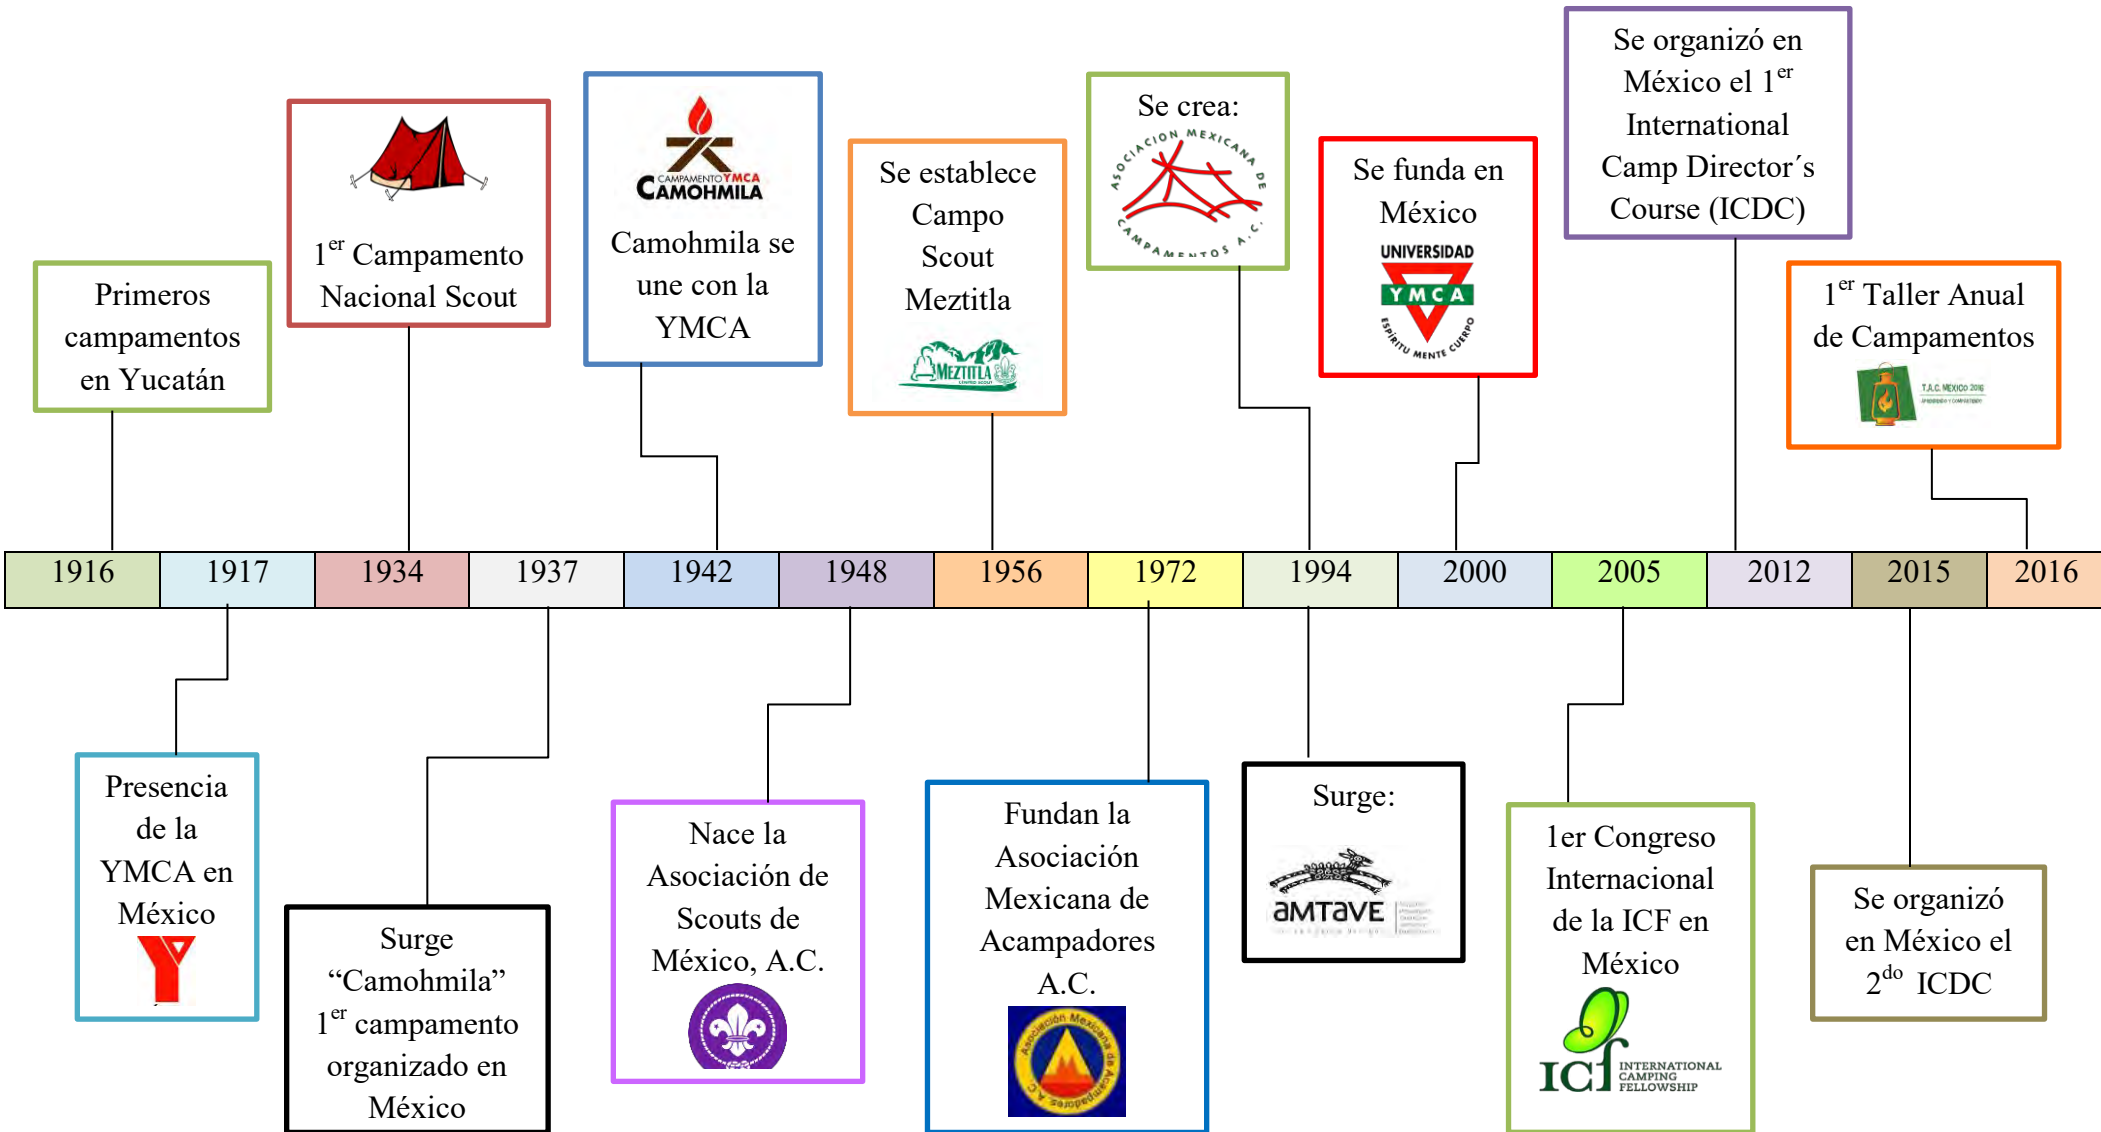 Primeros
campamentos
en Yucatán
1er Campamento
Nacional Scout
CAMPAMENTO YMCA
CAMOHMILA
Camohmila se
une con la
YMCA
Se establece
Campo
Scout
Meztitla
MEZTITLA
Se crea:
ASOCIACION MEXICANA DE
CAMPAMENTOS A.C.
Se funda en
México
UNIVERSIDAD
YMCA
ESPÍRITU MENTE CUERPO
Se organizó en
México el 1er
International
Camp Director´s
Course (ICDC)
1er Taller Anual
de Campamentos
T.A.C. MEXICO 2016
1916 1917 1934 1937 1942 1948 1956 1972 1994 2000 2005 2012 2015 2016
Presencia
de la
YMCA en
México
Surge
“Camohmila”
1er campamento
organizado en
México
Nace la
Asociación de
Scouts de
México, A.C.
Fundan la
Asociación
Mexicana de
Acampadores
A.C.
Asociación Mexicana de Acampadores, A.C.
Surge:
aMTaVE
1er Congreso
Internacional
de la ICF en
México
ICf INTERNATIONAL
CAMPING
FELLOWSHIP
Se organizó
en México el
2do ICDC